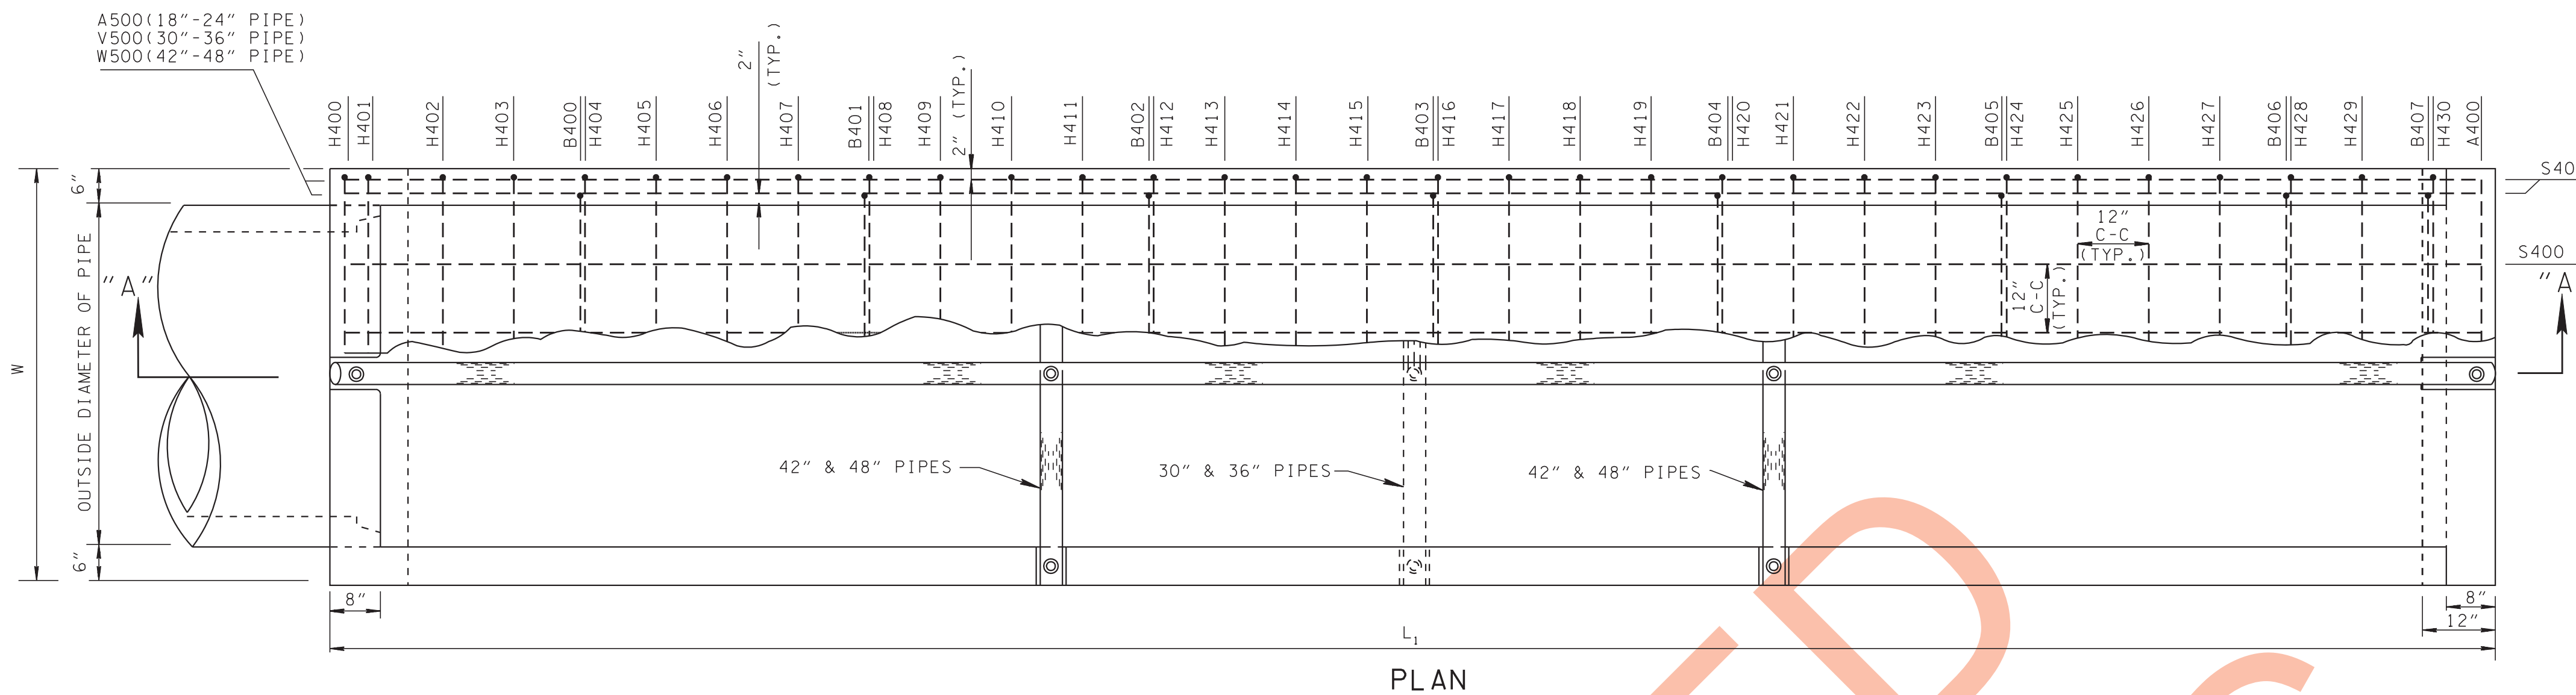 A500(18"-24" PIPE)
V500(30"-36" PIPE)
W500(42"-48" PIPE)
2"
(TYP.)
2" (TYP.)
H400
H401
H402
H403
B400
H404
H405
H406
H407
B401
H408
H409
H410
H411
B402
H412
H413
H414
H415
B403
H416
H417
H418
H419
B404
H420
H421
H422
H423
B405
H424
H425
H426
H427
B406
H428
H429
B407
H430
A400
S40
6"
12"
C-C
(TYP.)
S400
12"
C-C
(TYP.)
"A"
"A
W
OUTSIDE DIAMETER OF PIPE
42" & 48" PIPES
30" & 36" PIPES
42" & 48" PIPES
6"
8"
8"
12"
L1
PLAN